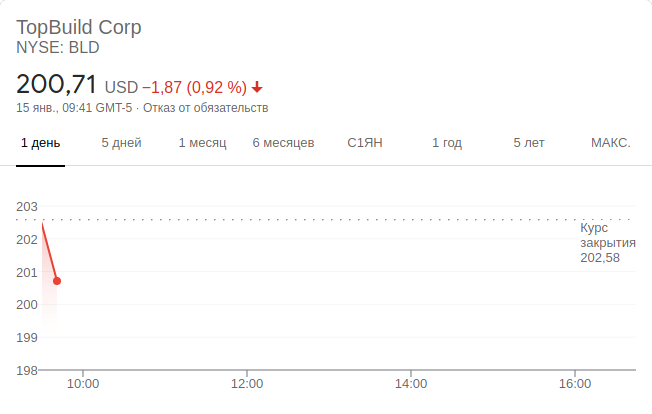 TopBuild Corp
NYSE: BLD
200,71 USD −1,87 (0,92 %)
15 янв., 09:41 GMT-5 · Отказ от обязательств
1 день 5 дней 1 месяц 6 месяцев С1ЯН 1 год 5 лет МАКС.
203
Курс
закрытия
202,58
202
201
200
199
198
10:00 12:00 14:00 16:00